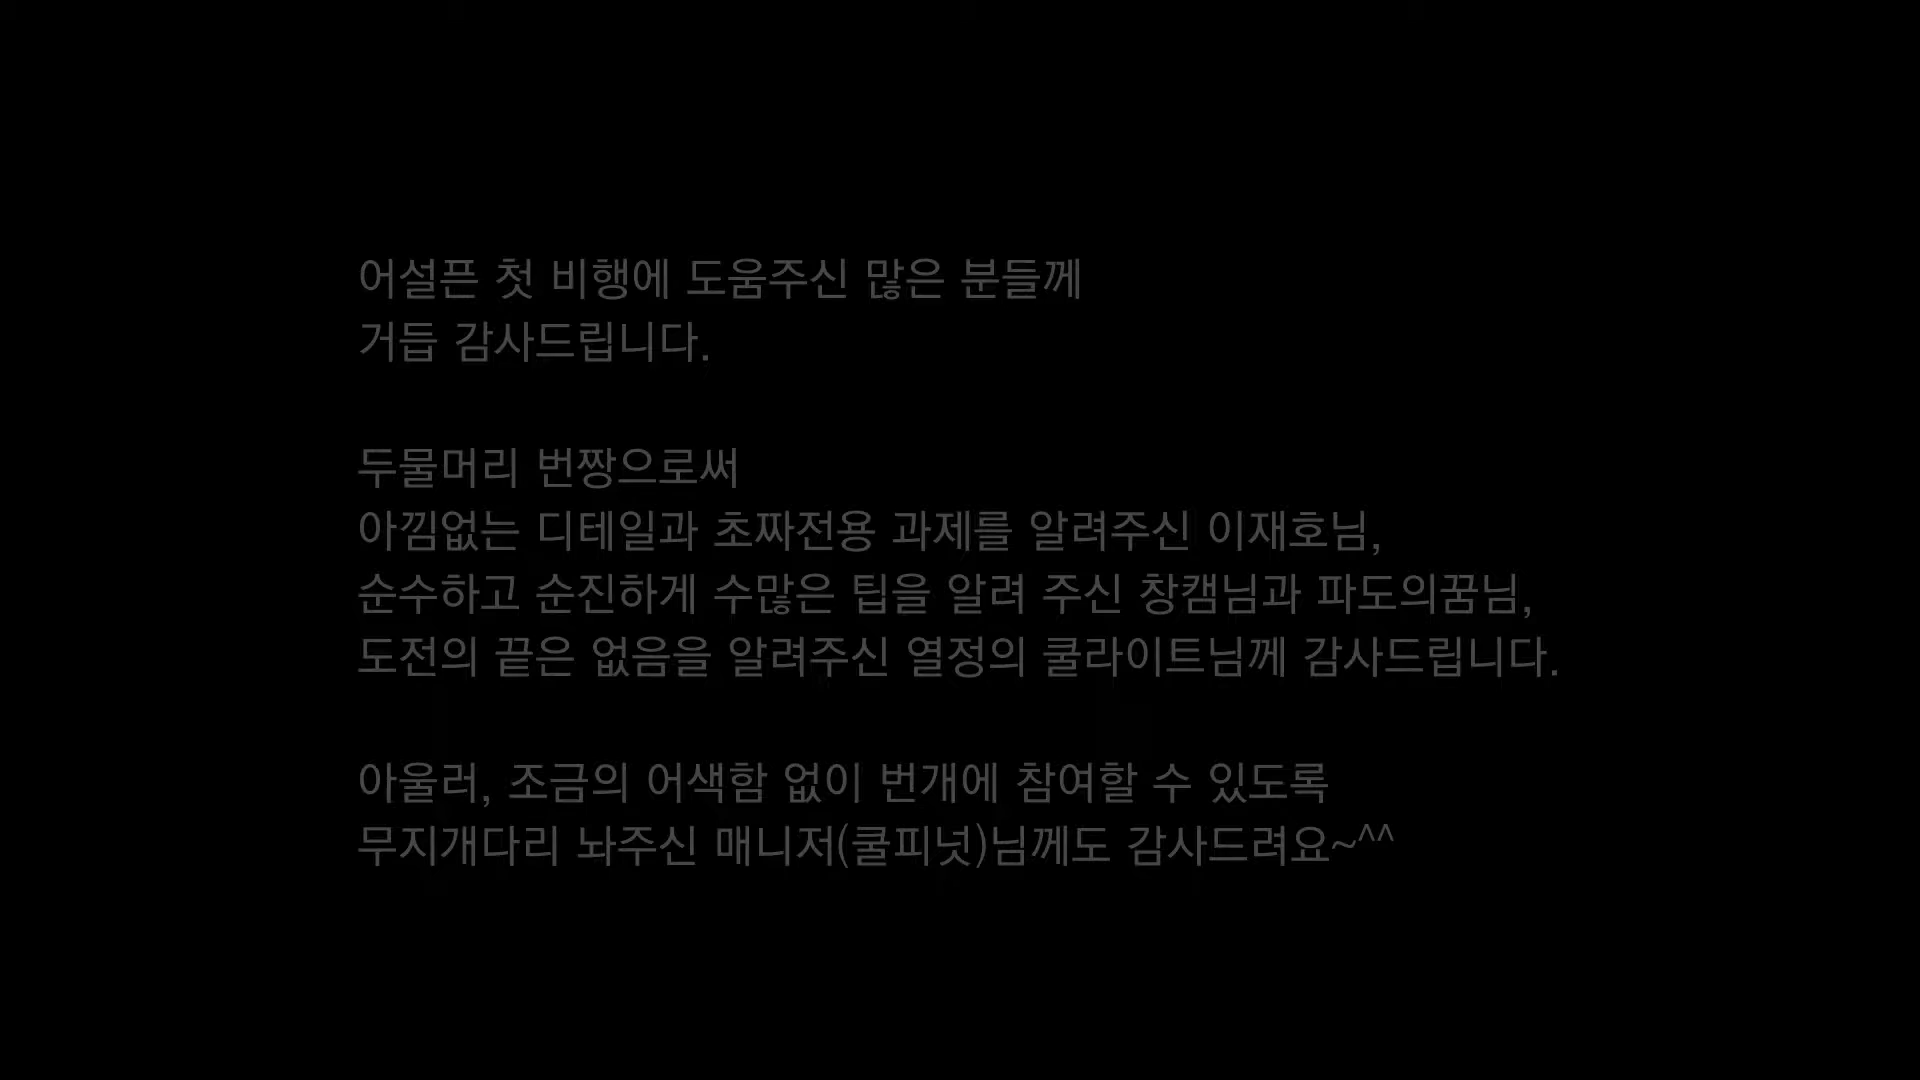 어설픈 첫 비행에 도움주신 많은 분들께
거듭 감사드립니다.
두물머리 번짱으로써
아낌없는 디테일과 초짜전용 과제를 알려주신 이재호님,
순수하고 순진하게 수많은 팁을 알려 주신 창캠님과 파도의꿈님,
도전의 끝은 없음을 알려주신 열정의 쿨라이트님께 감사드립니다.
아울러, 조금의 어색함 없이 번개에 참여할 수 있도록
무지개다리 놔주신 매니저(쿨피넛)님께도 감사드려요~^^